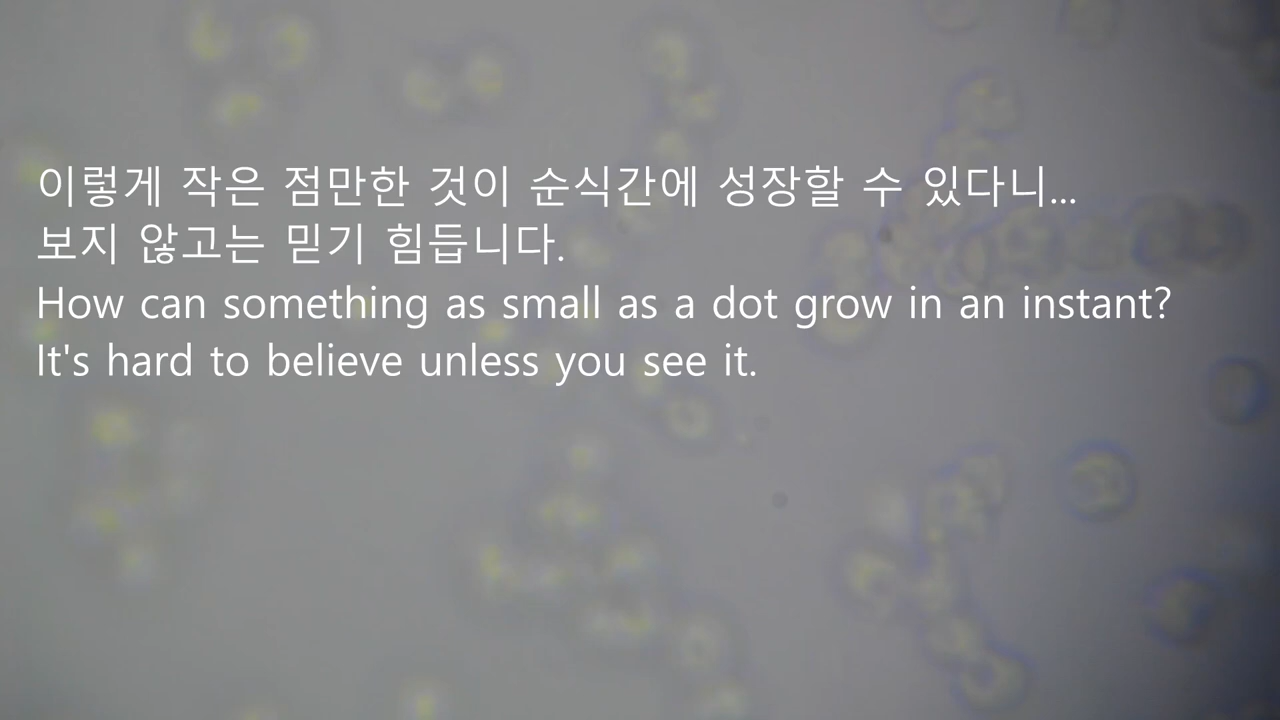 이렇게 작은 점만한 것이 순식간에 성장할 수 있다니...
보지 않고는 믿기 힘듭니다.
How can something as small as a dot grow in an instant?
It's hard to believe unless you see it.